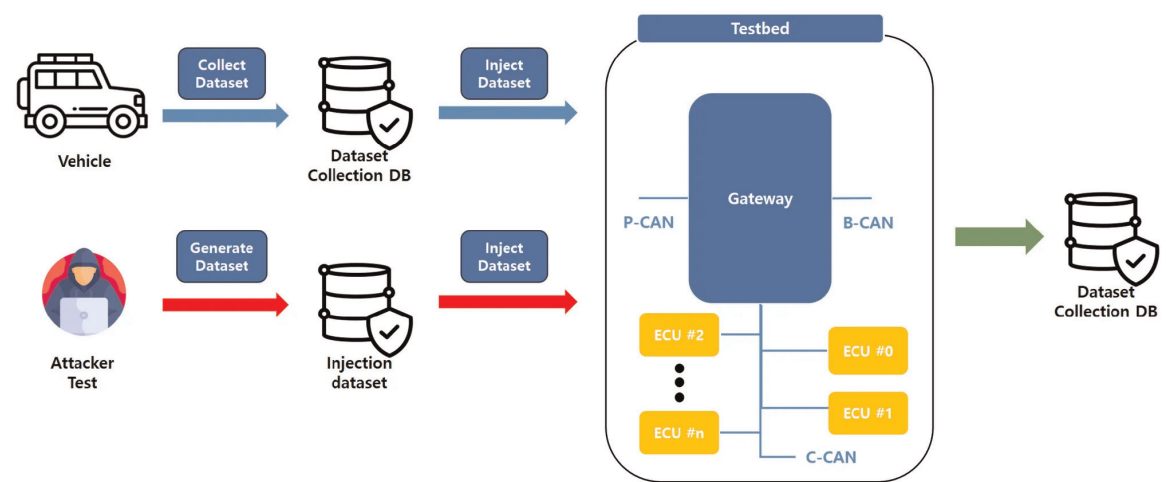 Testbed
Collect
Dataset
Inject
Dataset
Vehicle
Dataset
Collection DB
Gateway
P-CAN
B-CAN
Generate
Dataset
Inject
Dataset
Attacker
Test
Injection
dataset
ECU #2
ECU #0
ECU #1
ECU #n
C-CAN
Dataset
Collection DB